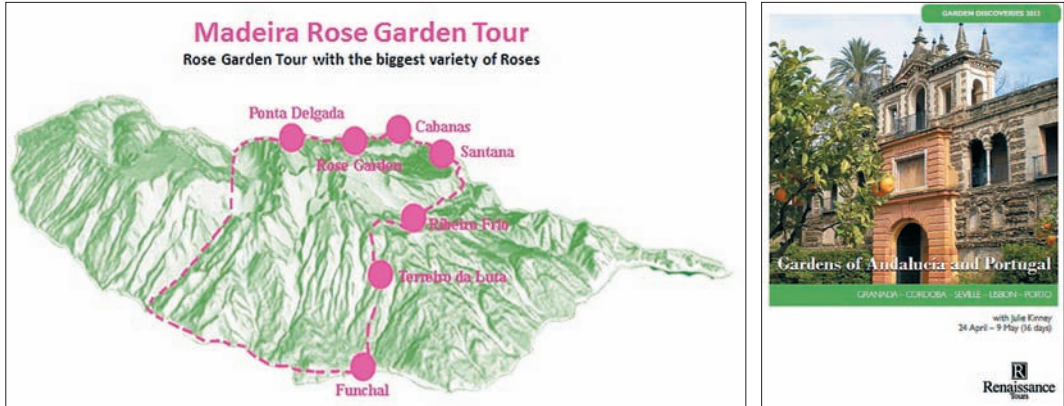 Madeira Rose Garden Tour
Rose Garden Tour with the biggest variety of Roses
Ponta Delgada
Cabanas
Rose Garden
Santana
Ribeiro Frio
Terreiro da Luta
Funchal
GARDEN DISCOVERIES 2013
Gardens of Andalucía and Portugal
GRANADA - CORDOBA - SEVILLE - LISBON - PORTO
with Julie Kinney
24 April – 9 May (16 days)
R
Renaissance
Tours